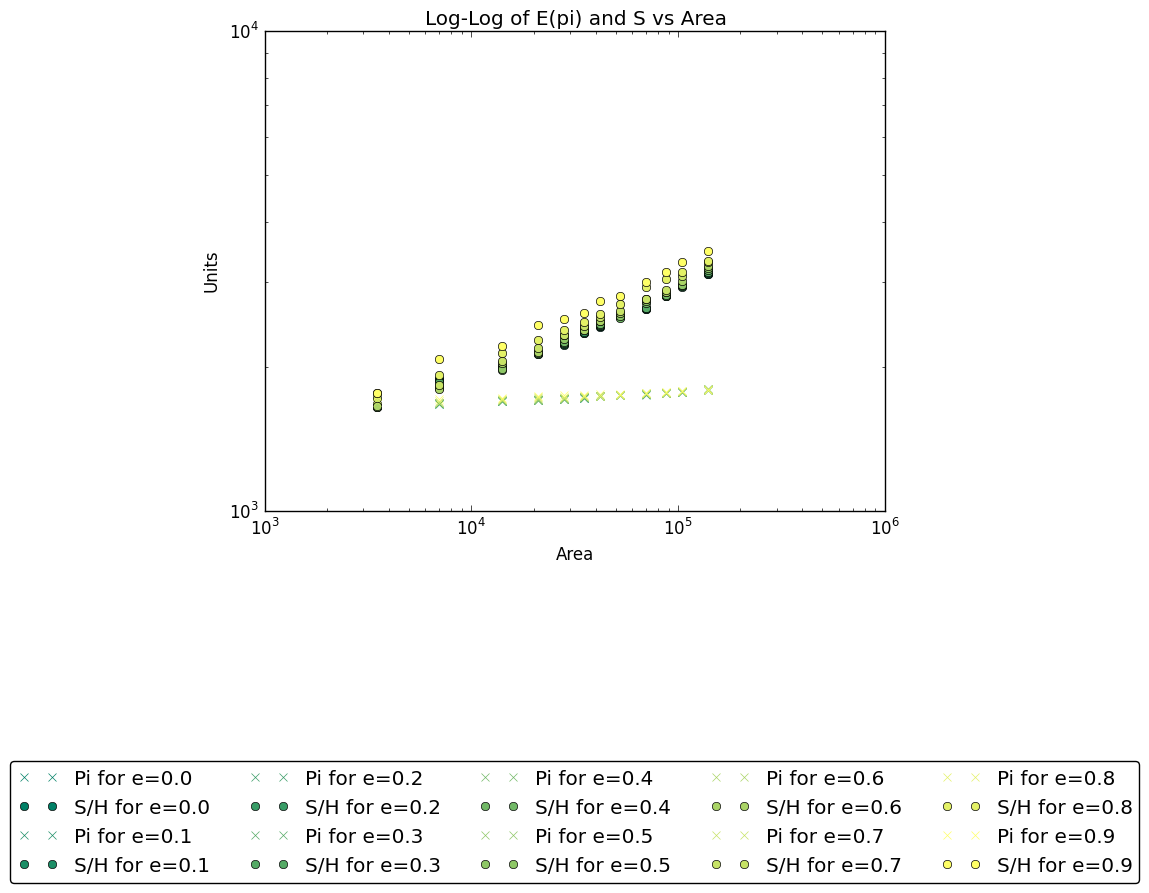 Log-Log of E(pi) and S vs Area
10^4
Units
10^3
10^3 10^4 10^5 10^6
Area
Pi for e=0.0 Pi for e=0.2 Pi for e=0.4 Pi for e=0.6 Pi for e=0.8
S/H for e=0.0 S/H for e=0.2 S/H for e=0.4 S/H for e=0.6 S/H for e=0.8
Pi for e=0.1 Pi for e=0.3 Pi for e=0.5 Pi for e=0.7 Pi for e=0.9
S/H for e=0.1 S/H for e=0.3 S/H for e=0.5 S/H for e=0.7 S/H for e=0.9